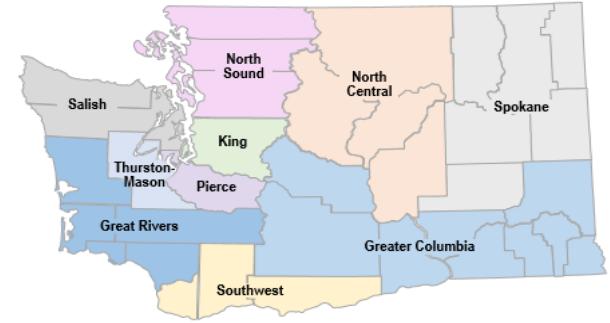 North
Sound
North
Central
Salish
Spokane
King
Thurston-
Mason
Pierce
Great Rivers
Greater Columbia
Southwest